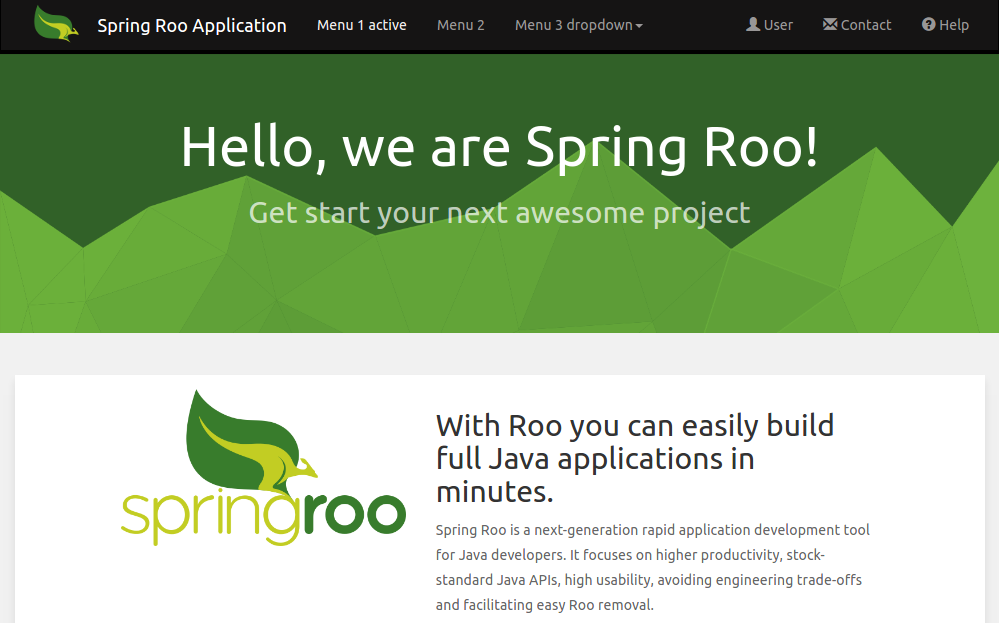 Spring Roo Application Menu 1 active Menu 2 Menu 3 dropdown User Contact Help
Hello, we are Spring Roo!
Get start your next awesome project
springroo
With Roo you can easily build
full Java applications in
minutes.
Spring Roo is a next-generation rapid application development tool
for Java developers. It focuses on higher productivity, stock-
standard Java APIs, high usability, avoiding engineering trade-offs
and facilitating easy Roo removal.